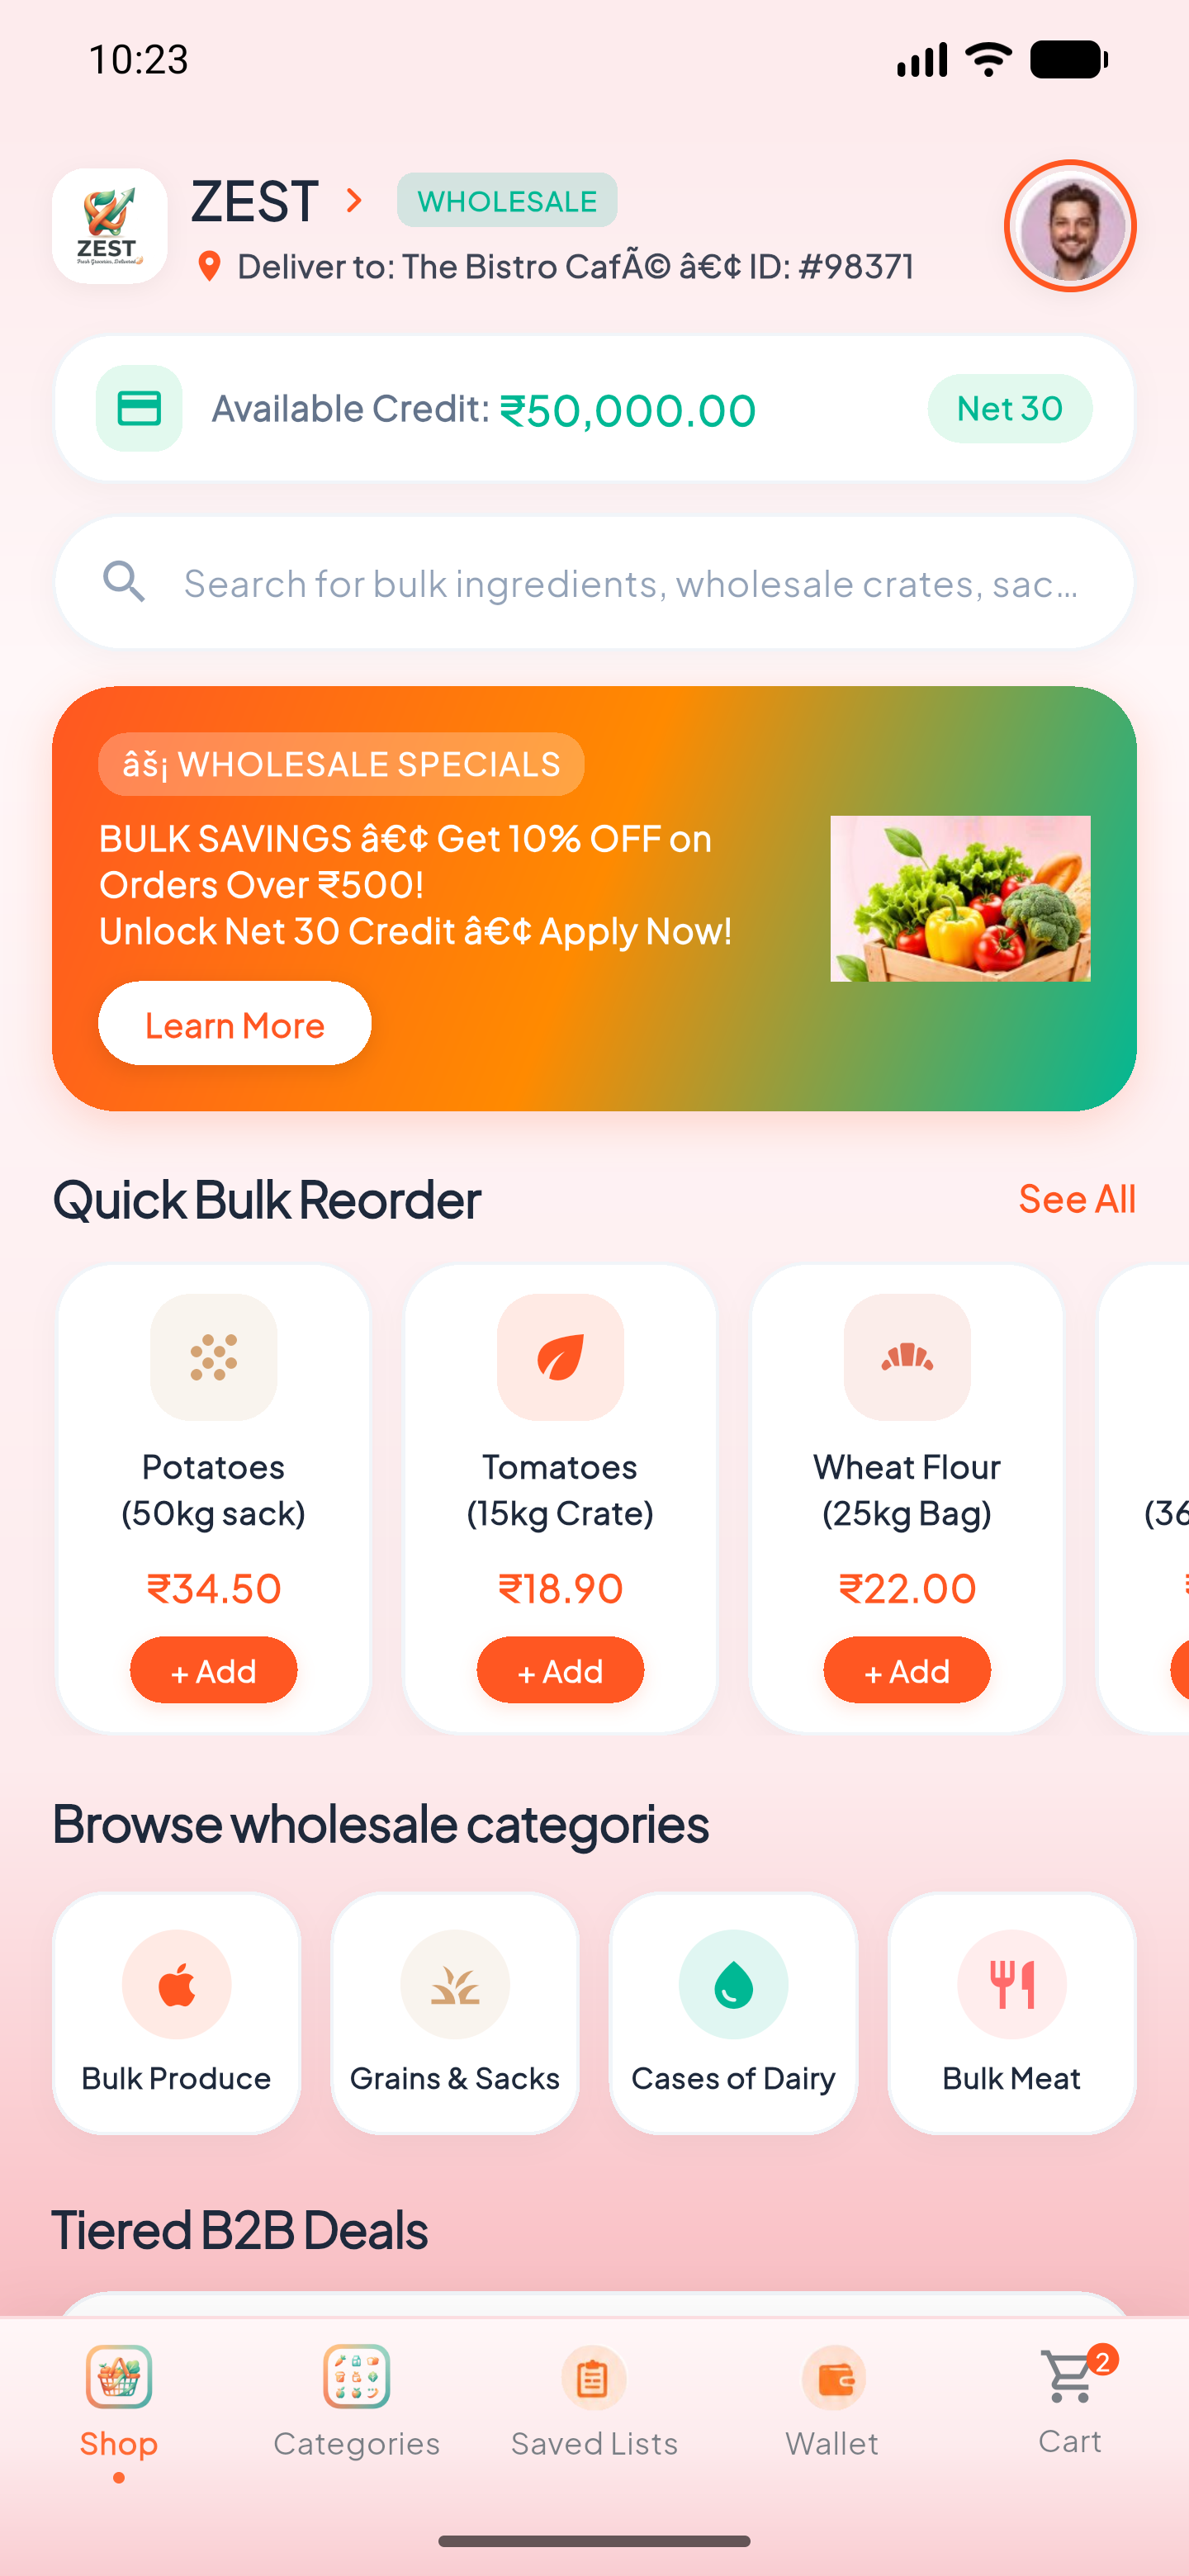 10:23
ZEST
WHOLESALE
ZEST
Deliver to: The Bistro CafÃ© â€¢ ID: #98371
Available Credit: ₹50,000.00
Net 30
Search for bulk ingredients, wholesale crates, sac...
âš¡ WHOLESALE SPECIALS
BULK SAVINGS â€¢ Get 10% OFF on
Orders Over ₹500!
Unlock Net 30 Credit â€¢ Apply Now!
Learn More
Quick Bulk Reorder
See All
Potatoes
(50kg sack)
₹34.50
+ Add
Tomatoes
(15kg Crate)
₹18.90
+ Add
Wheat Flour
(25kg Bag)
₹22.00
+ Add
(36
Browse wholesale categories
Bulk Produce
Grains & Sacks
Cases of Dairy
Bulk Meat
Tiered B2B Deals
Shop
Categories
Saved Lists
Wallet
2
Cart